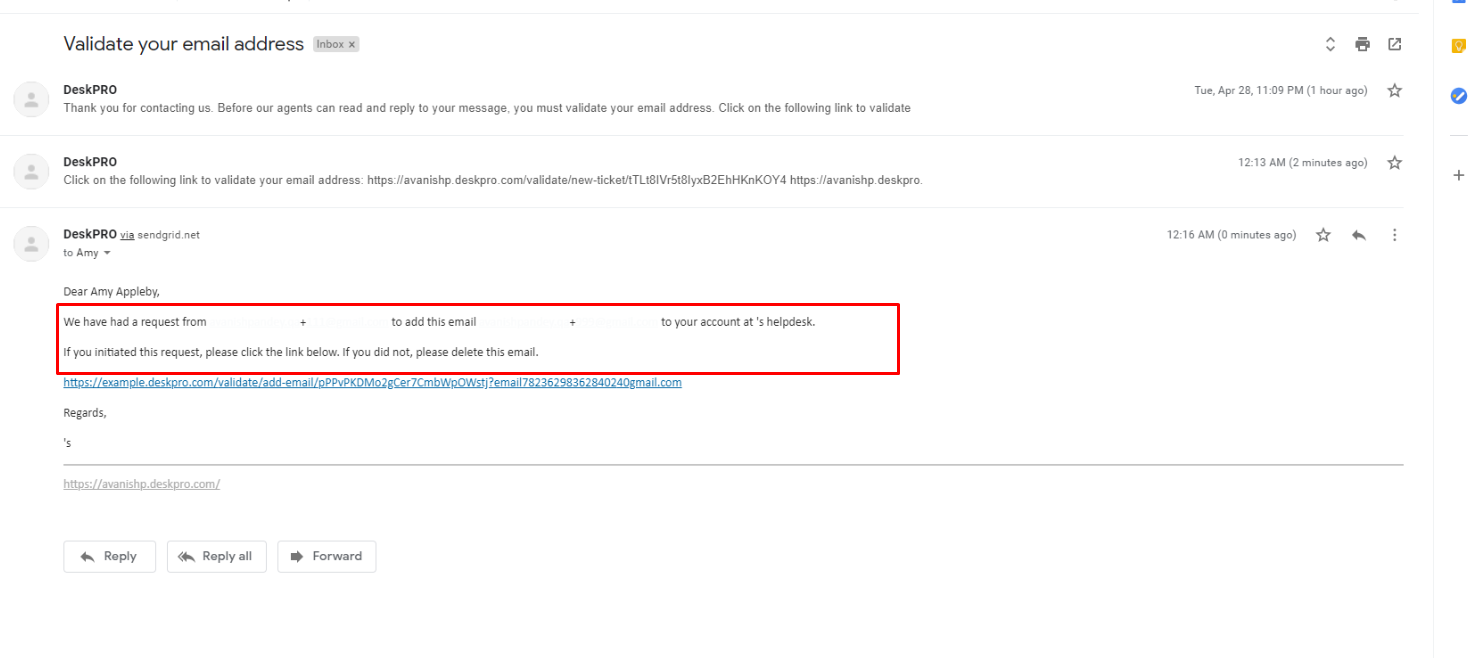 Validate your email address Inbox x
DeskPRO
Tue, Apr 28, 11:09 PM (1 hour ago)
Thank you for contacting us. Before our agents can read and reply to your message, you must validate your email address. Click on the following link to validate
DeskPRO
12:13 AM (2 minutes ago)
Click on the following link to validate your email address: https://avanishp.deskpro.com/validate/new-ticket/tTLt8IVr5t8IyxB2EhHKnKOY4 https://avanishp.deskpro.
DeskPRO via sendgrid.net
12:16 AM (0 minutes ago)
to Amy
Dear Amy Appleby,
We have had a request from + to add this email + to your account at 's helpdesk.
If you initiated this request, please click the link below. If you did not, please delete this email.
https://example.deskpro.com/validate/add-email/pPPvPKDMo2gCer7CmbWpOWstj?email78236298362840240gmail.com
Regards,
's
https://avanishp.deskpro.com/
Reply Reply all Forward